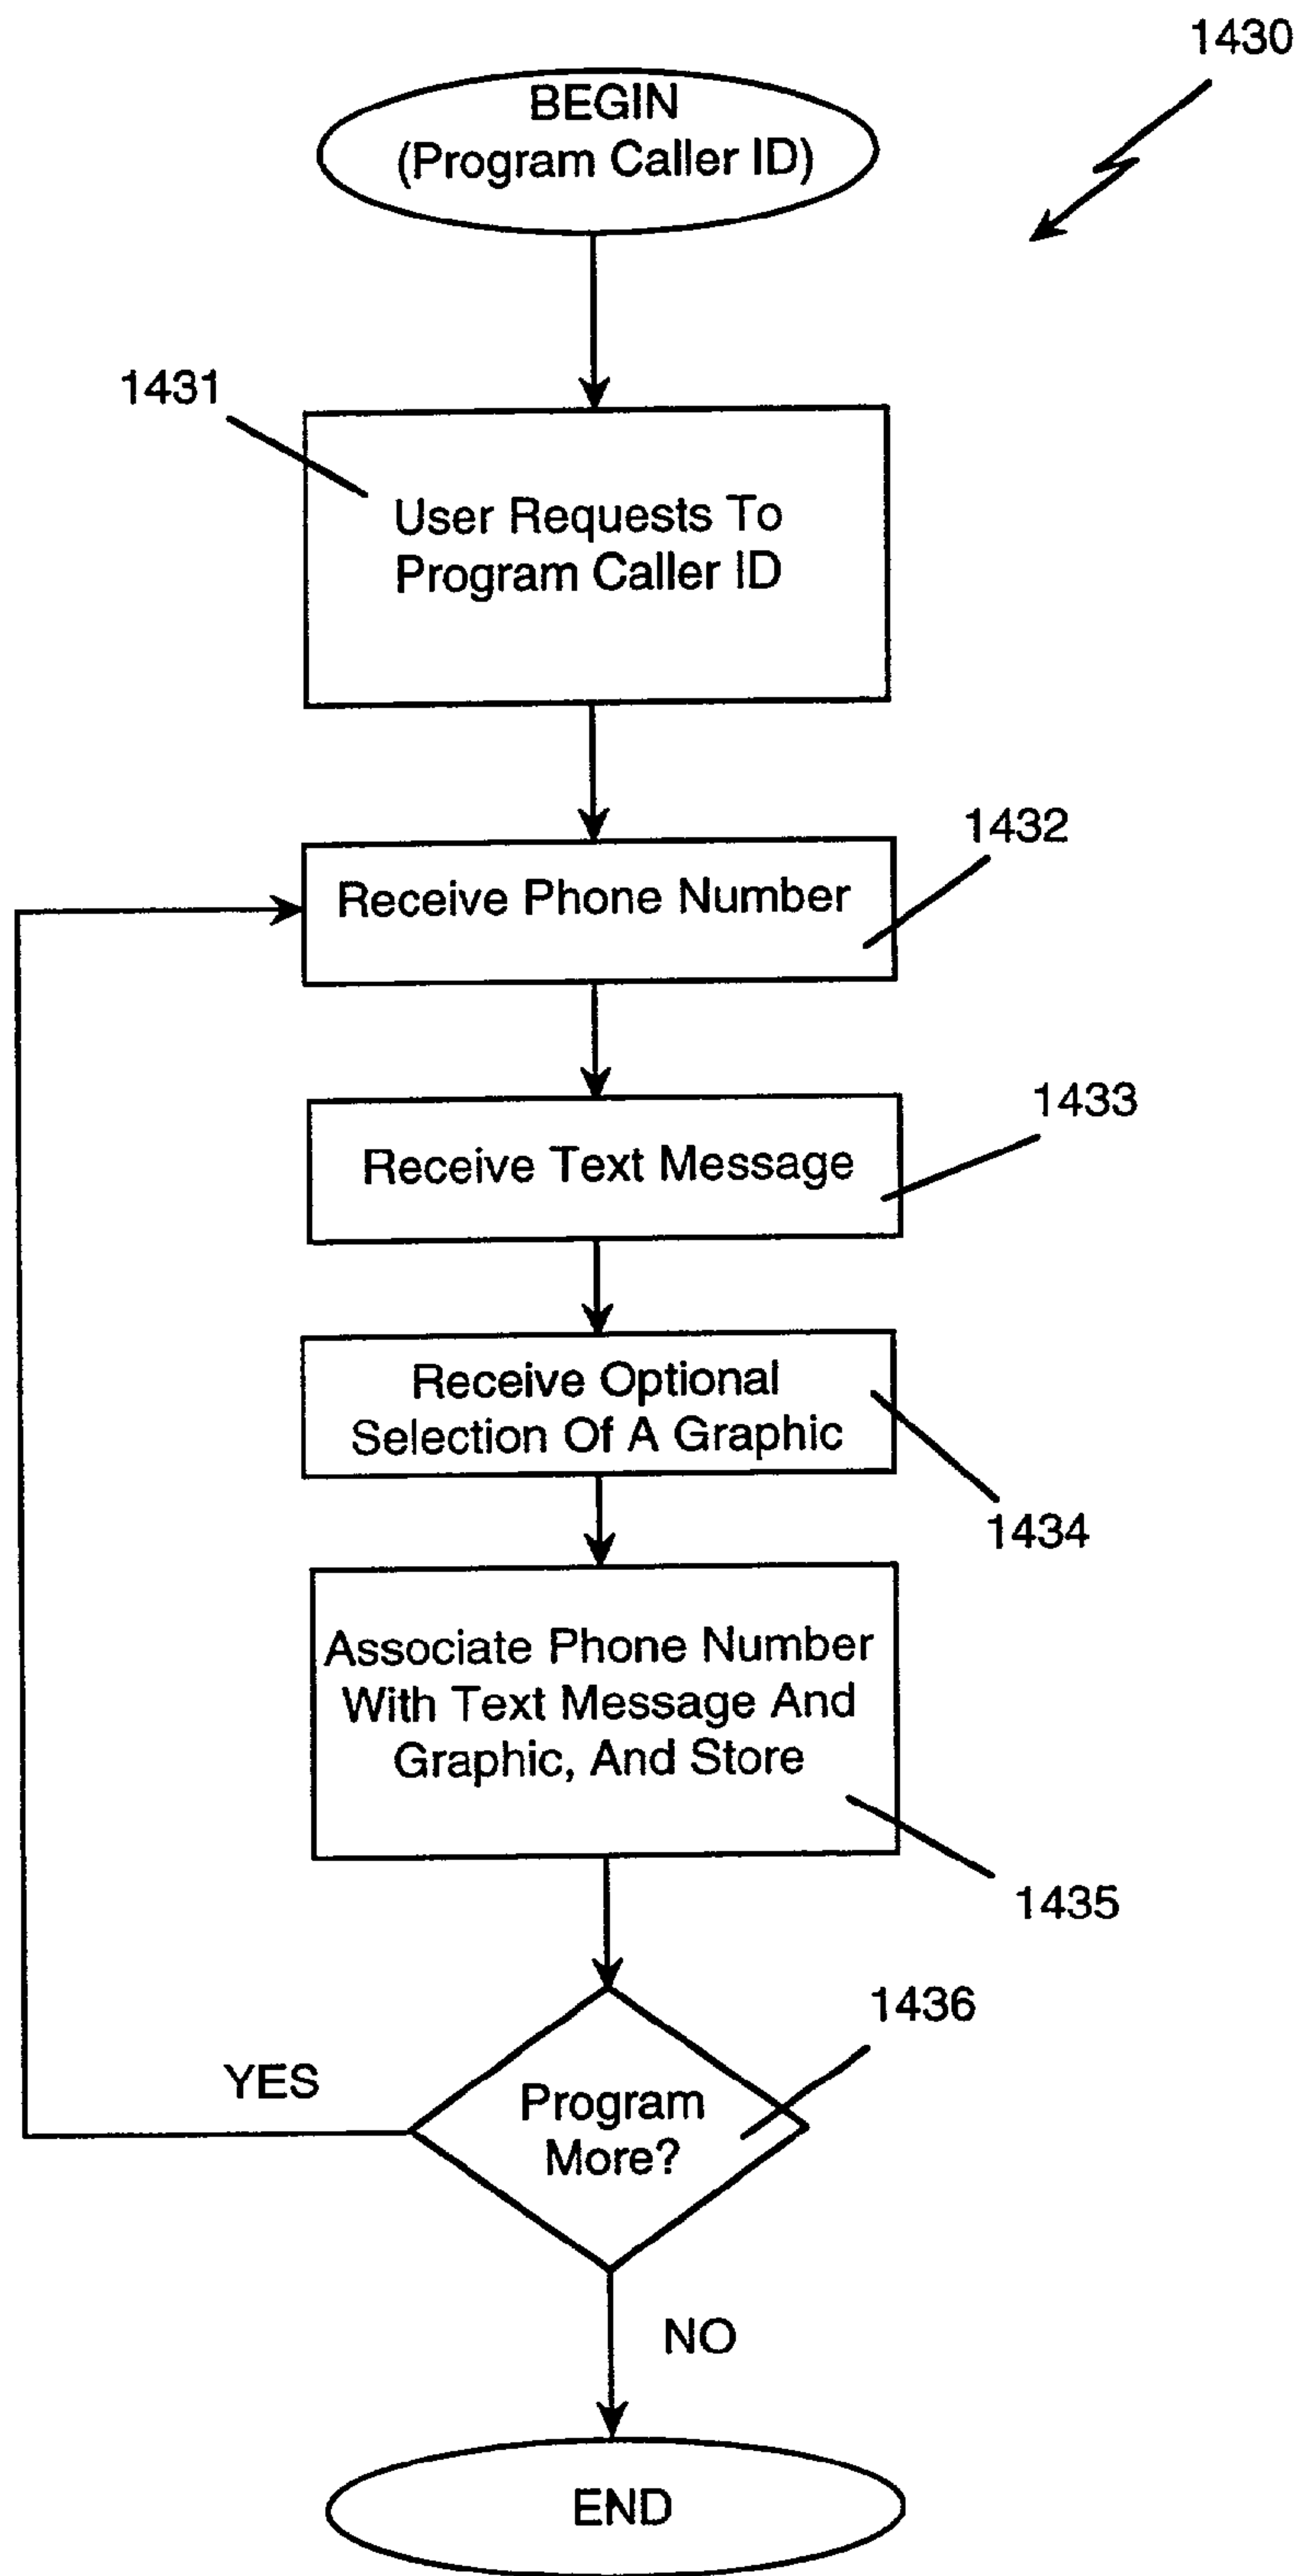 1430
BEGIN
(Program Caller ID)
1431
User Requests To
Program Caller ID
1432
Receive Phone Number
1433
Receive Text Message
Receive Optional
Selection Of A Graphic
1434
Associate Phone Number
With Text Message And
Graphic, And Store
1435
1436
YES
Program
More?
NO
END